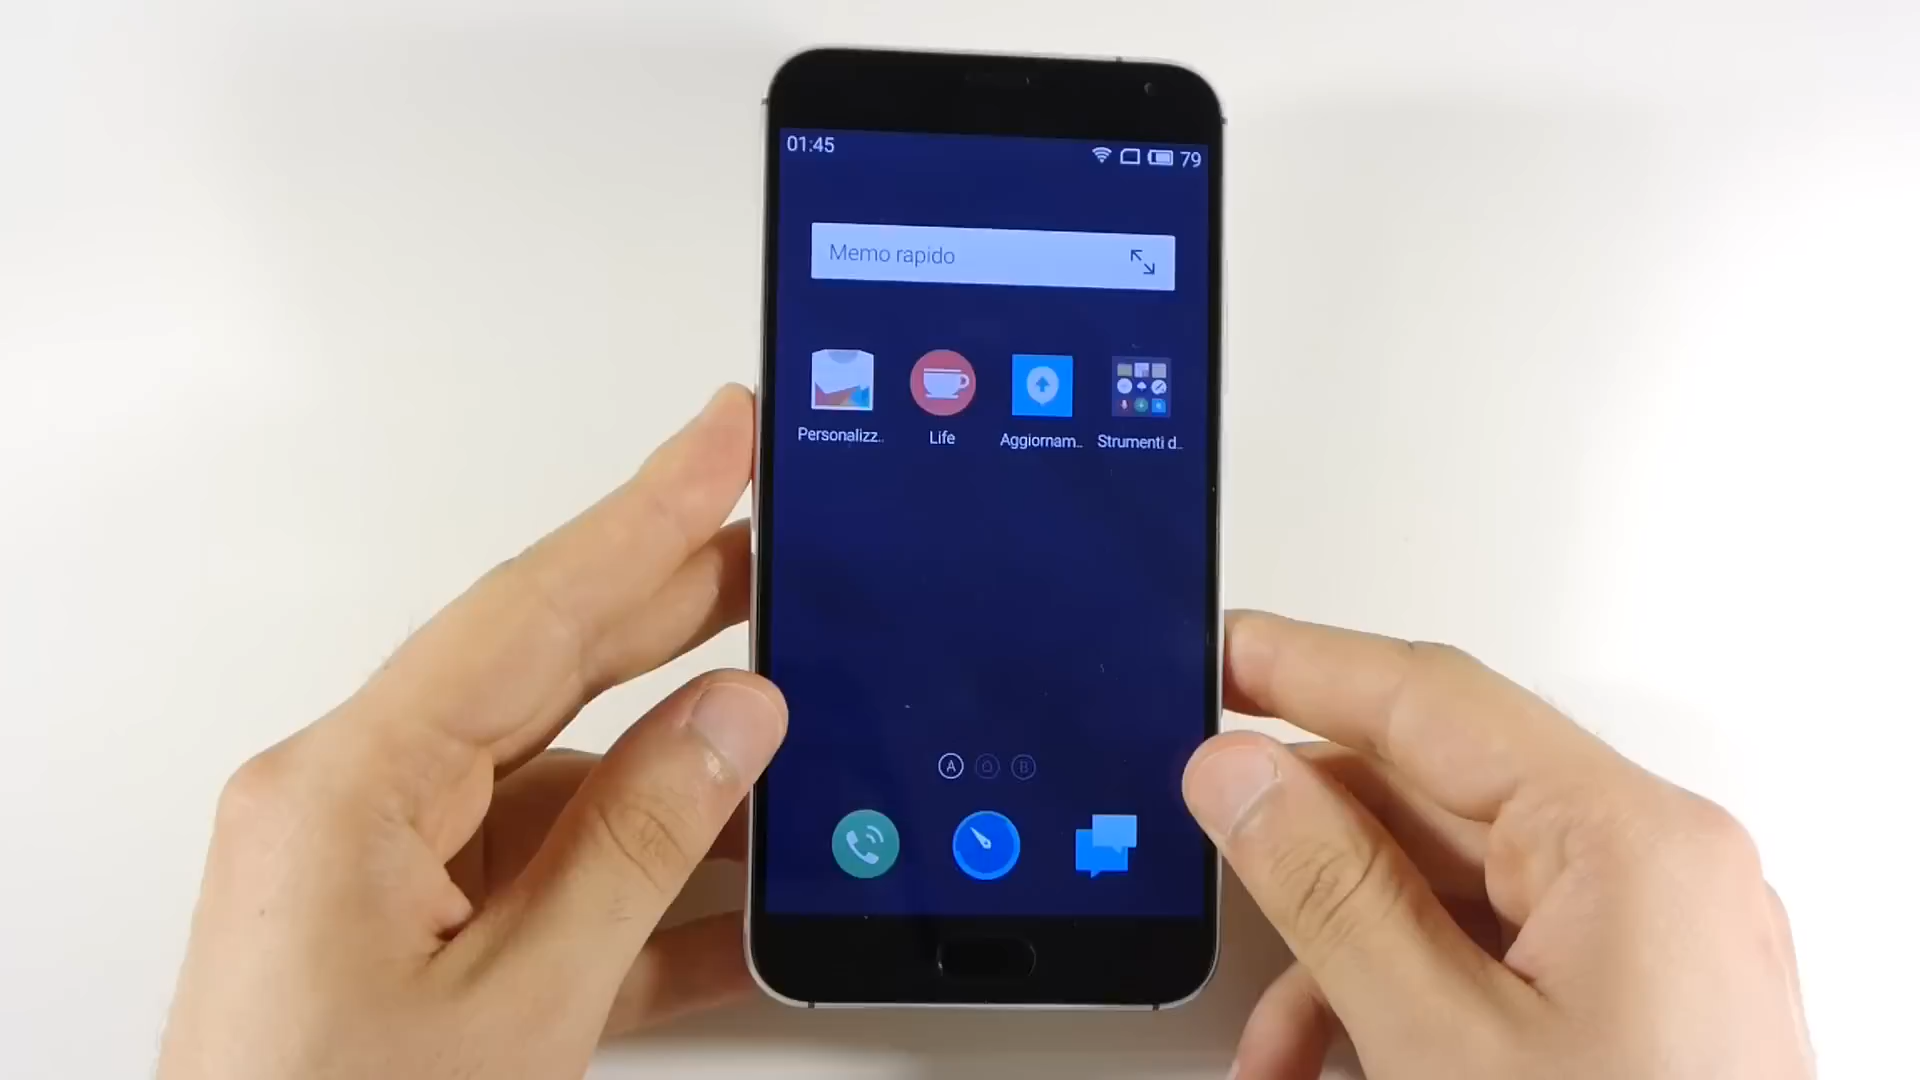 01:45
79
Memo rapido
Personalizz..
Life
Aggiornam..
Strumenti d..
A
B